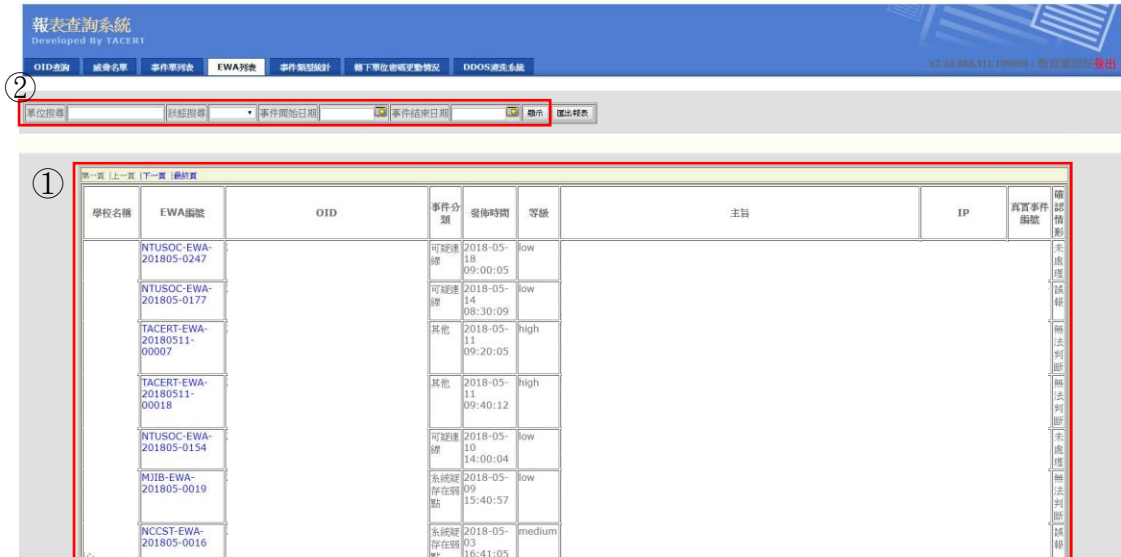 報表查詢系統
Developed By TACERT
OID查詢 威脅名單 事件單列表 EWA列表 事件類型統計 轄下單位密碼更動情況 DDOS清洗系統
教育部您好 登出
②
單位搜尋 狀態搜尋 事件開始日期 事件結束日期 顯示 匯出報表
①
第一頁 |上一頁 |下一頁 |最終頁
學校名稱 EWA編號 OID 事件分類 發佈時間 等級 主旨 IP 真實事件編號 確認情形
NTUSOC-EWA-201805-0247 可疑連線 2018-05-18 09:00:05 low 未處理
NTUSOC-EWA-201805-0177 可疑連線 2018-05-14 08:30:09 low 誤報
TACERT-EWA-20180511-00007 其他 2018-05-11 09:20:05 high 無法判斷
TACERT-EWA-20180511-00018 其他 2018-05-11 09:40:12 high 無法判斷
NTUSOC-EWA-201805-0154 可疑連線 2018-05-10 14:00:04 low 未處理
MJIB-EWA-201805-0019 系統疑存在弱點 2018-05-09 15:40:57 low 無法判斷
NCCST-EWA-201805-0016 系統疑存在弱點 2018-05-03 16:41:05 medium 誤報